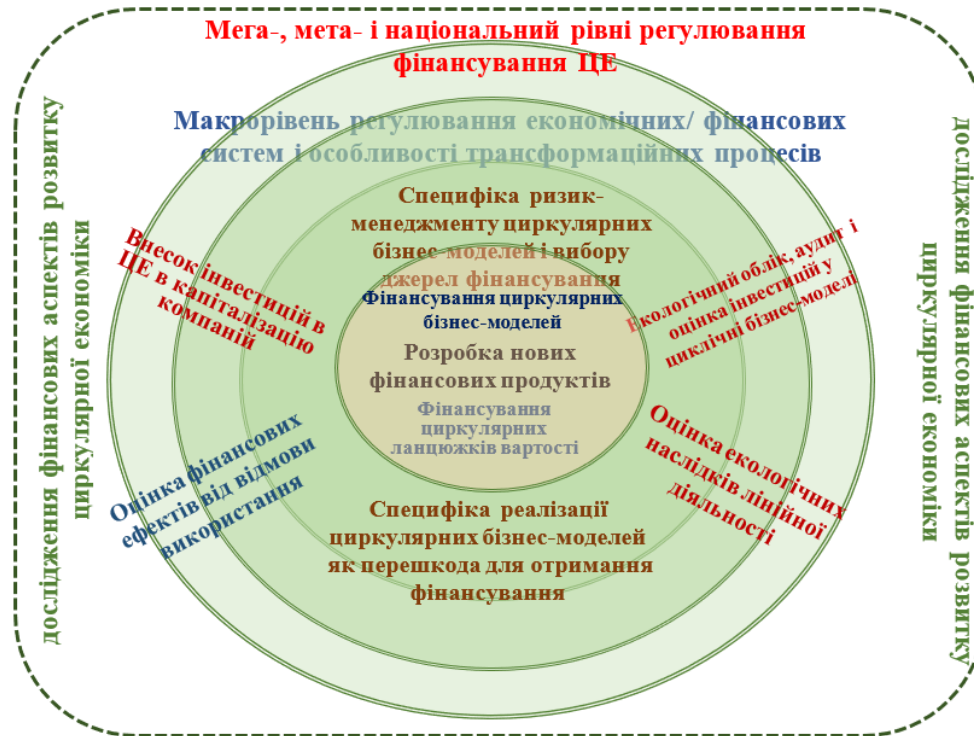 Мега-, мета- і національний рівні регулювання
фінансування ЦЕ
Макрорівень регулювання економічних/ фінансових
систем і особливості трансформаційних процесів
Специфіка ризик-
менеджменту циркулярних
бізнес-моделей і вибору
джерел фінансування
Фінансування циркулярних
бізнес-моделей
Розробка нових
фінансових продуктів
Фінансування
циркулярних
ланцюжків вартості
Специфіка реалізації
циркулярних бізнес-моделей
як перешкода для отримання
фінансування
Внесок інвестицій в
ЦЕ в капіталізацію
компаній
Екологічний облік, аудит і
оцінка інвестицій у
циклічні бізнес-моделі
Оцінка фінансових
ефектів від відмови
використання
Оцінка екологічних
наслідків лінійної
діяльності
дослідження фінансових аспектів розвитку
циркулярної економіки
дослідження фінансових аспектів розвитку
циркулярної економіки